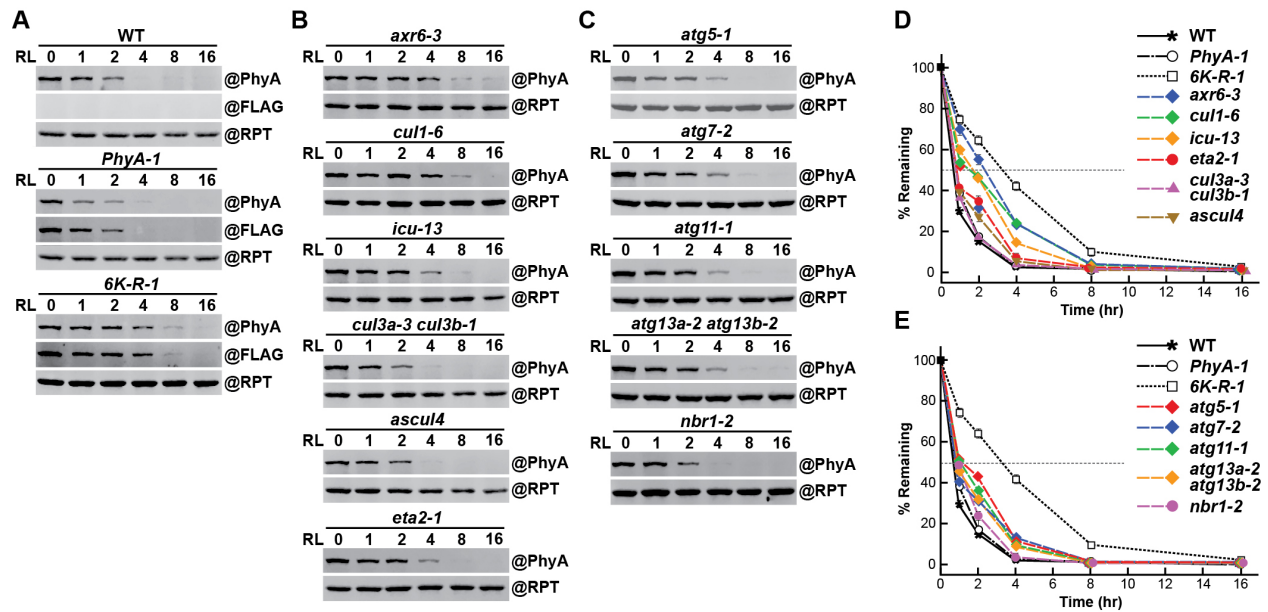 A
WT
RL 0 1 2 4 8 16
@PhyA
@FLAG
@RPT
PhyA-1
RL 0 1 2 4 8 16
@PhyA
@FLAG
@RPT
6K-R-1
RL 0 1 2 4 8 16
@PhyA
@FLAG
@RPT
B
axr6-3
RL 0 1 2 4 8 16
@PhyA
@RPT
cul1-6
RL 0 1 2 4 8 16
@PhyA
@RPT
icu-13
RL 0 1 2 4 8 16
@PhyA
@RPT
cul3a-3 cul3b-1
RL 0 1 2 4 8 16
@PhyA
@RPT
ascul4
RL 0 1 2 4 8 16
@PhyA
@RPT
eta2-1
RL 0 1 2 4 8 16
@PhyA
@RPT
C
atg5-1
RL 0 1 2 4 8 16
@PhyA
@RPT
atg7-2
RL 0 1 2 4 8 16
@PhyA
@RPT
atg11-1
RL 0 1 2 4 8 16
@PhyA
@RPT
atg13a-2 atg13b-2
RL 0 1 2 4 8 16
@PhyA
@RPT
nbr1-2
RL 0 1 2 4 8 16
@PhyA
@RPT
D
% Remaining
100
80
60
40
20
0
0 2 4 6 8 10 12 14 16
Time (hr)
WT
PhyA-1
6K-R-1
axr6-3
cul1-6
icu-13
eta2-1
cul3a-3
cul3b-1
ascul4
E
% Remaining
100
80
60
40
20
0
0 2 4 6 8 10 12 14 16
Time (hr)
WT
PhyA-1
6K-R-1
atg5-1
atg7-2
atg11-1
atg13a-2
atg13b-2
nbr1-2